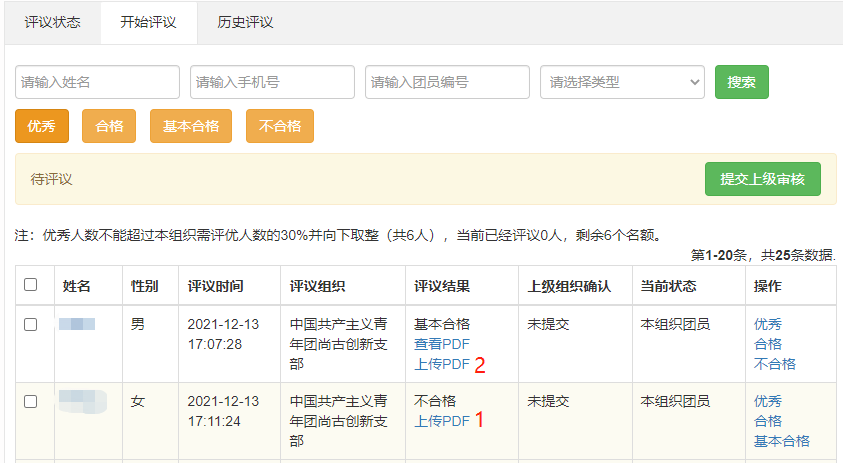 评议状态 开始评议 历史评议
请输入姓名 请输入手机号 请输入团员编号 请选择类型 搜索
优秀 合格 基本合格 不合格
待评议 提交上级审核
注：优秀人数不能超过本组织需评优人数的30%并向下取整（共6人），当前已经评议0人，剩余6个名额。
第1-20条，共25条数据.
姓名 性别 评议时间 评议组织 评议结果 上级组织确认 当前状态 操作
男 2021-12-13 中国共产主义青 基本合格 未提交 本组织团员 优秀
17:07:28 年团尚古创新支 查看PDF 合格
部 上传PDF 2 不合格
女 2021-12-13 中国共产主义青 不合格 未提交 本组织团员 优秀
17:11:24 年团尚古创新支 上传PDF 1 合格
部 基本合格